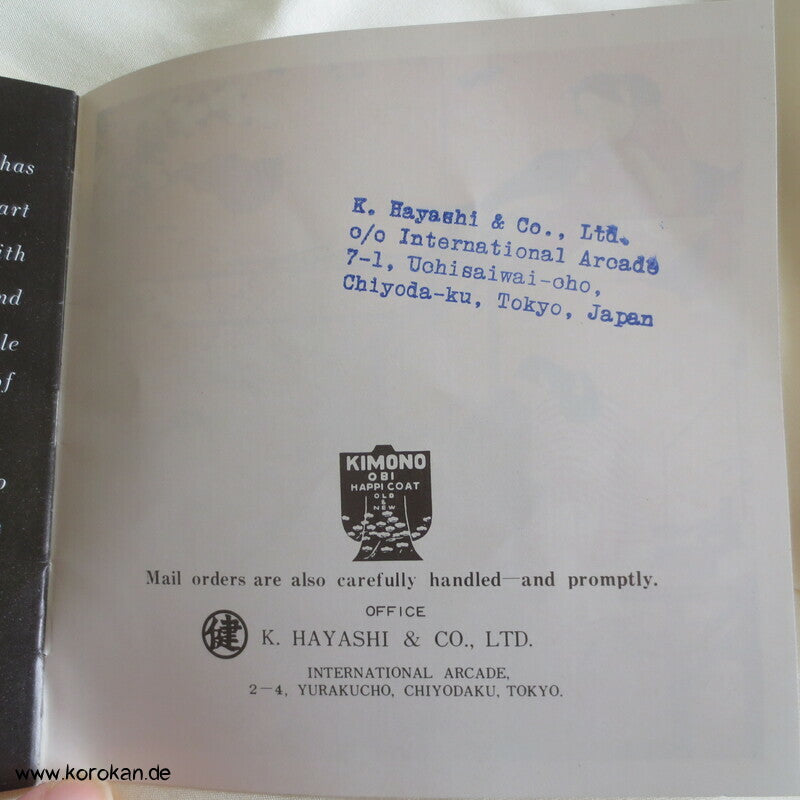 has
art
ith
nd
le
of
K. Hayashi & Co., Ltd.
c/o International Arcade
7-1, Uchisaiwai-cho,
Chiyoda-ku, Tokyo, Japan
KIMONO
OBI
HAPPI COAT
OLD
&
NEW
Mail orders are also carefully handled—and promptly.
OFFICE
健 K. HAYASHI & CO., LTD.
INTERNATIONAL ARCADE,
2-4, YURAKUCHO, CHIYODAKU, TOKYO.
www.korokan.de